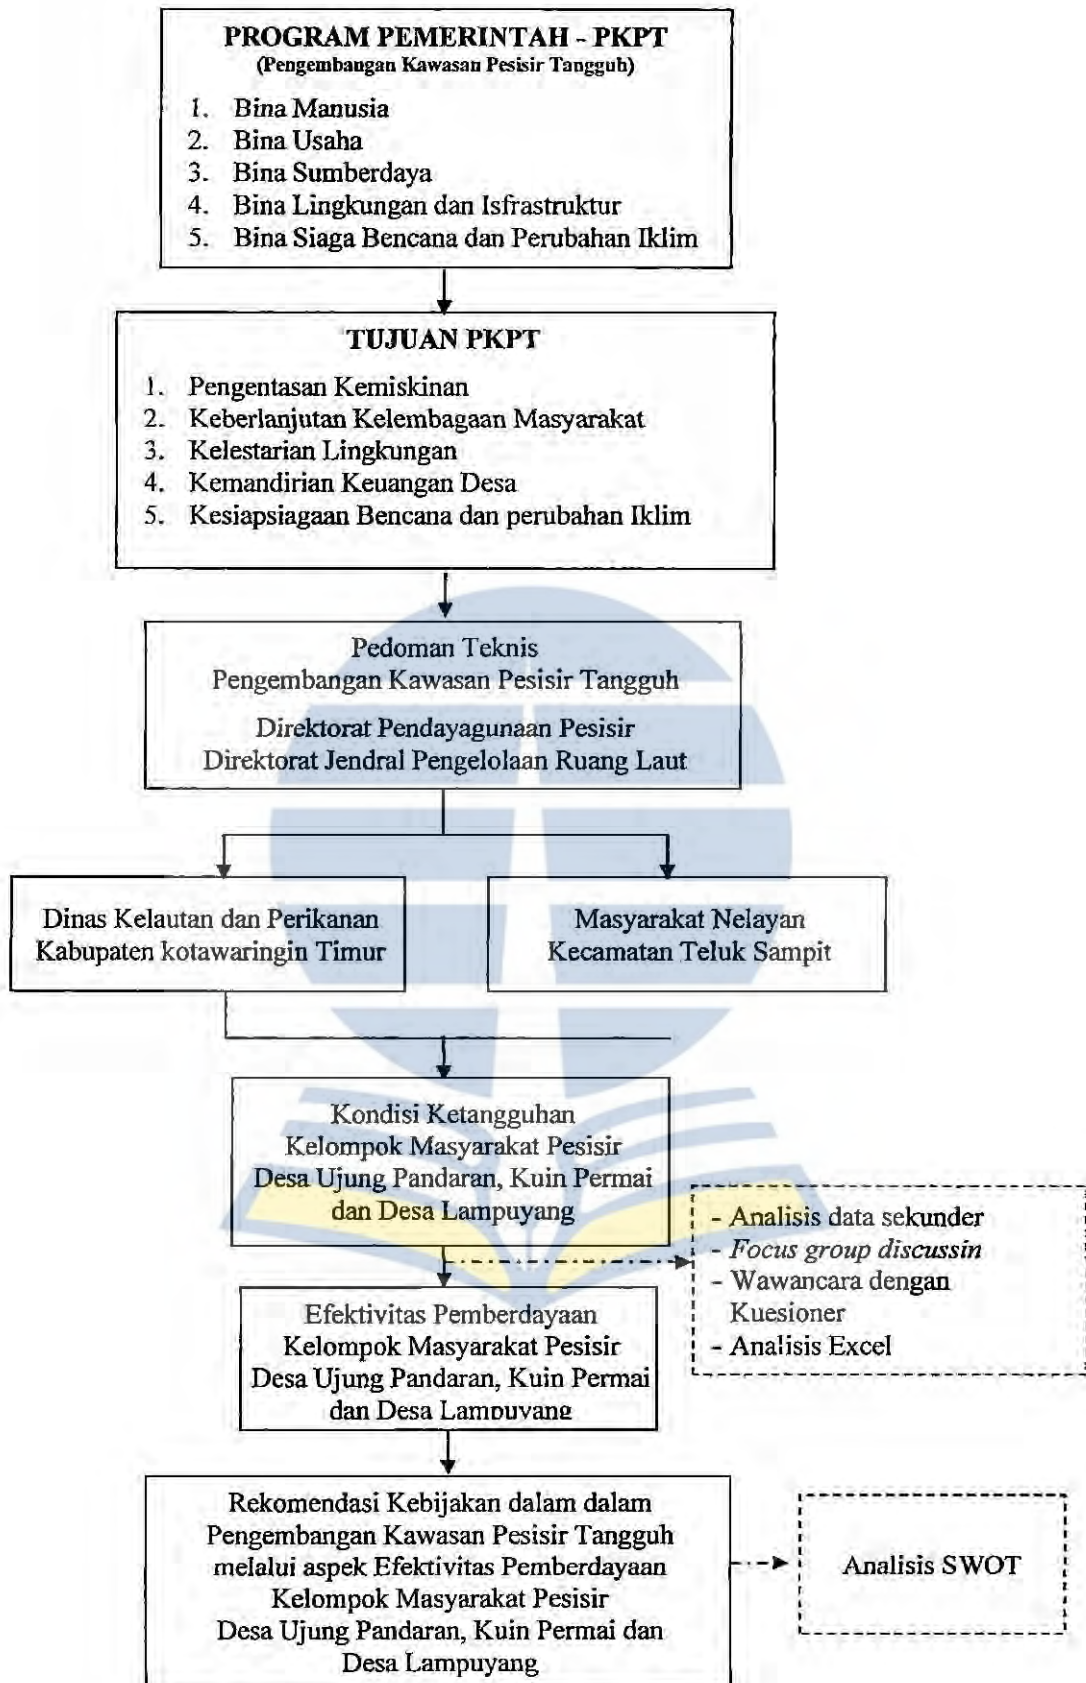 PROGRAM PEMERINTAH - PKPT
(Pengembangan Kawasan Pesisir Tangguh)
1. Bina Manusia
2. Bina Usaha
3. Bina Sumberdaya
4. Bina Lingkungan dan Isfrastruktur
5. Bina Siaga Bencana dan Perubahan Iklim
TUJUAN PKPT
1. Pengentasan Kemiskinan
2. Keberlanjutan Kelembagaan Masyarakat
3. Kelestarian Lingkungan
4. Kemandirian Keuangan Desa
5. Kesiapsiagaan Bencana dan perubahan Iklim
Pedoman Teknis
Pengembangan Kawasan Pesisir Tangguh
Direktorat Pendayagunaan Pesisir
Direktorat Jendral Pengelolaan Ruang Laut
Dinas Kelautan dan Perikanan
Kabupaten kotawaringin Timur
Masyarakat Nelayan
Kecamatan Teluk Sampit
Kondisi Ketangguhan
Kelompok Masyarakat Pesisir
Desa Ujung Pandaran, Kuin Permai
dan Desa Lampuyang
- Analisis data sekunder
- Focus group discussin
- Wawancara dengan
Kuesioner
- Analisis Excel
Efektivitas Pemberdayaan
Kelompok Masyarakat Pesisir
Desa Ujung Pandaran, Kuin Permai
dan Desa Lampuyang
Rekomendasi Kebijakan dalam dalam
Pengembangan Kawasan Pesisir Tangguh
melalui aspek Efektivitas Pemberdayaan
Kelompok Masyarakat Pesisir
Desa Ujung Pandaran, Kuin Permai dan
Desa Lampuyang
Analisis SWOT